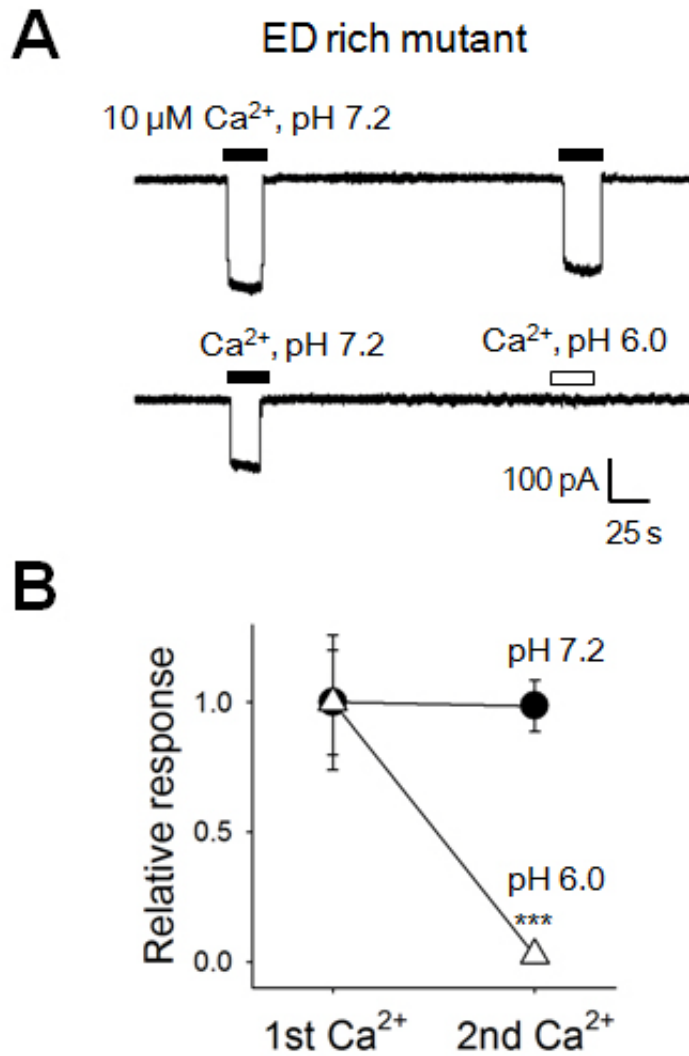 A
ED rich mutant
10 µM Ca²⁺, pH 7.2
Ca²⁺, pH 7.2
Ca²⁺, pH 6.0
100 pA
25 s
B
Relative response
1.0
0.5
0.0
pH 7.2
pH 6.0
***
1st Ca²⁺
2nd Ca²⁺